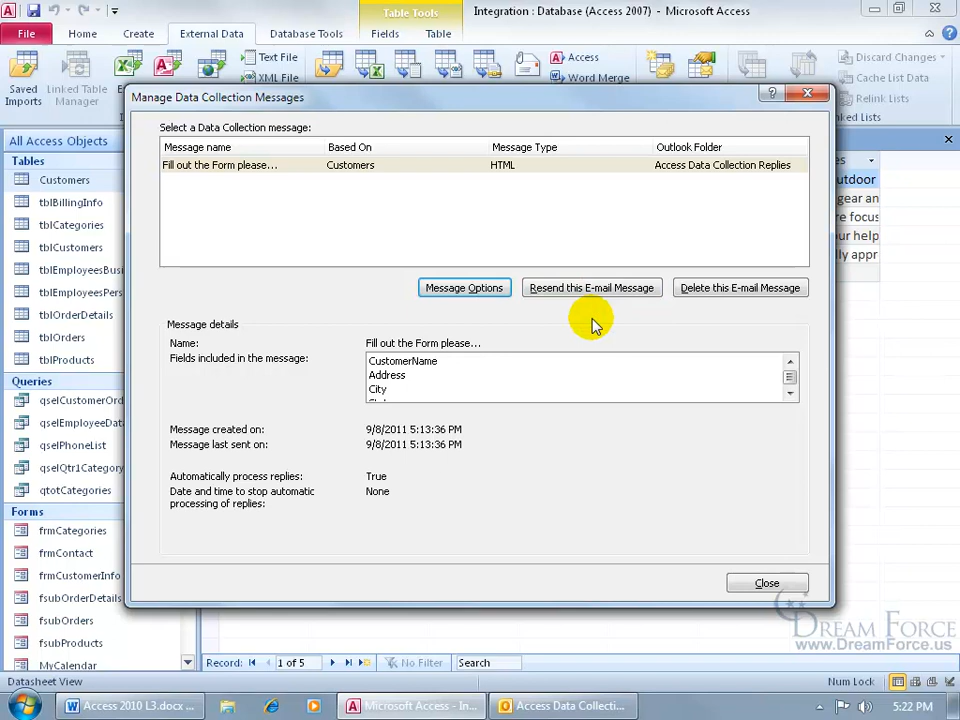 Table Tools
Integration : Database (Access 2007) - Microsoft Access
File
Home
Create
External Data
Database Tools
Fields
Table
Saved Imports
Linked Table Manager
Text File
XML File
Access
Word Merge
Discard Changes
Cache List Data
Relink Lists
Manage Data Collection Messages
Select a Data Collection message:
Message name Based On Message Type Outlook Folder
Fill out the Form please... Customers HTML Access Data Collection Replies
Message Options
Resend this E-mail Message
Delete this E-mail Message
Message details
Name: Fill out the Form please...
Fields included in the message:
CustomerName
Address
City
Message created on: 9/8/2011 5:13:36 PM
Message last sent on: 9/8/2011 5:13:36 PM
Automatically process replies: True
Date and time to stop automatic processing of replies: None
Close
All Access Objects
Tables
Customers
tblBillingInfo
tblCategories
tblCustomers
tblEmployeesBusi
tblEmployeesPers
tblOrderDetails
tblOrders
tblProducts
Queries
qselCustomerOrd
qselEmployeeDat
qselPhoneList
qselQtr1Category
qtotCategories
Forms
frmCategories
frmContact
frmCustomerInfo
fsubOrderDetails
fsubOrders
fsubProducts
MyCalendar
utdoor
gear an
re focus
our help
lly appr
Record: 1 of 5 No Filter Search
Datasheet View
Num Lock
Dream Force
www.DreamForce.us
Access 2010 L3.docx ...
Microsoft Access - In...
Access Data Collecti...
5:22 PM